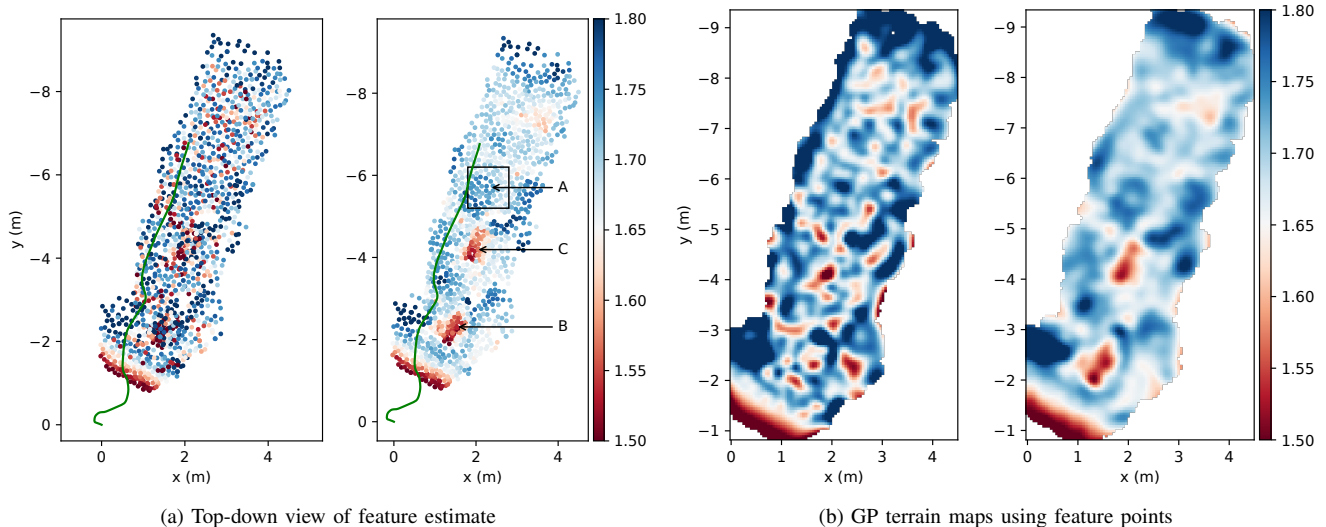 1.80
1.75
1.70
1.65
1.60
1.55
1.50
−8
−6
−4
−2
0
y (m)
0 2 4
x (m)
−8
−6
−4
−2
0
0 2 4
x (m)
A
C
B
(a) Top-down view of feature estimate
−9
−8
−7
−6
−5
−4
−3
−2
−1
y (m)
0 1 2 3 4
x (m)
−9
−8
−7
−6
−5
−4
−3
−2
−1
0 1 2 3 4
x (m)
1.80
1.75
1.70
1.65
1.60
1.55
1.50
(b) GP terrain maps using feature points